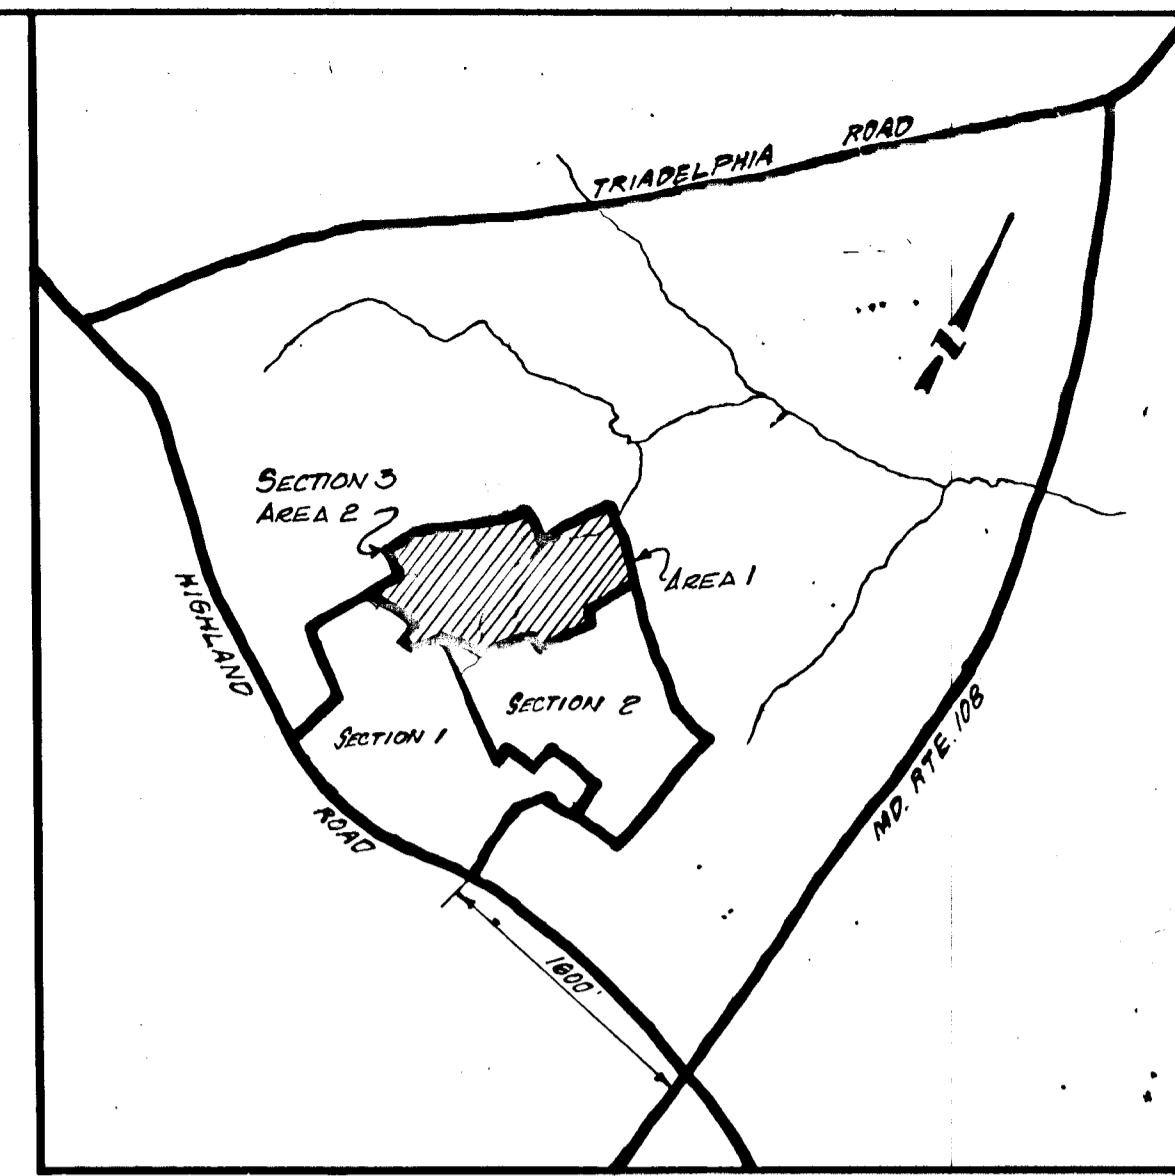 TRIADELPHIA ROAD
SECTION 3
AREA 2
AREA 1
HIGHLAND
ROAD
SECTION 1
SECTION 2
MD. RTE. 108
1600'